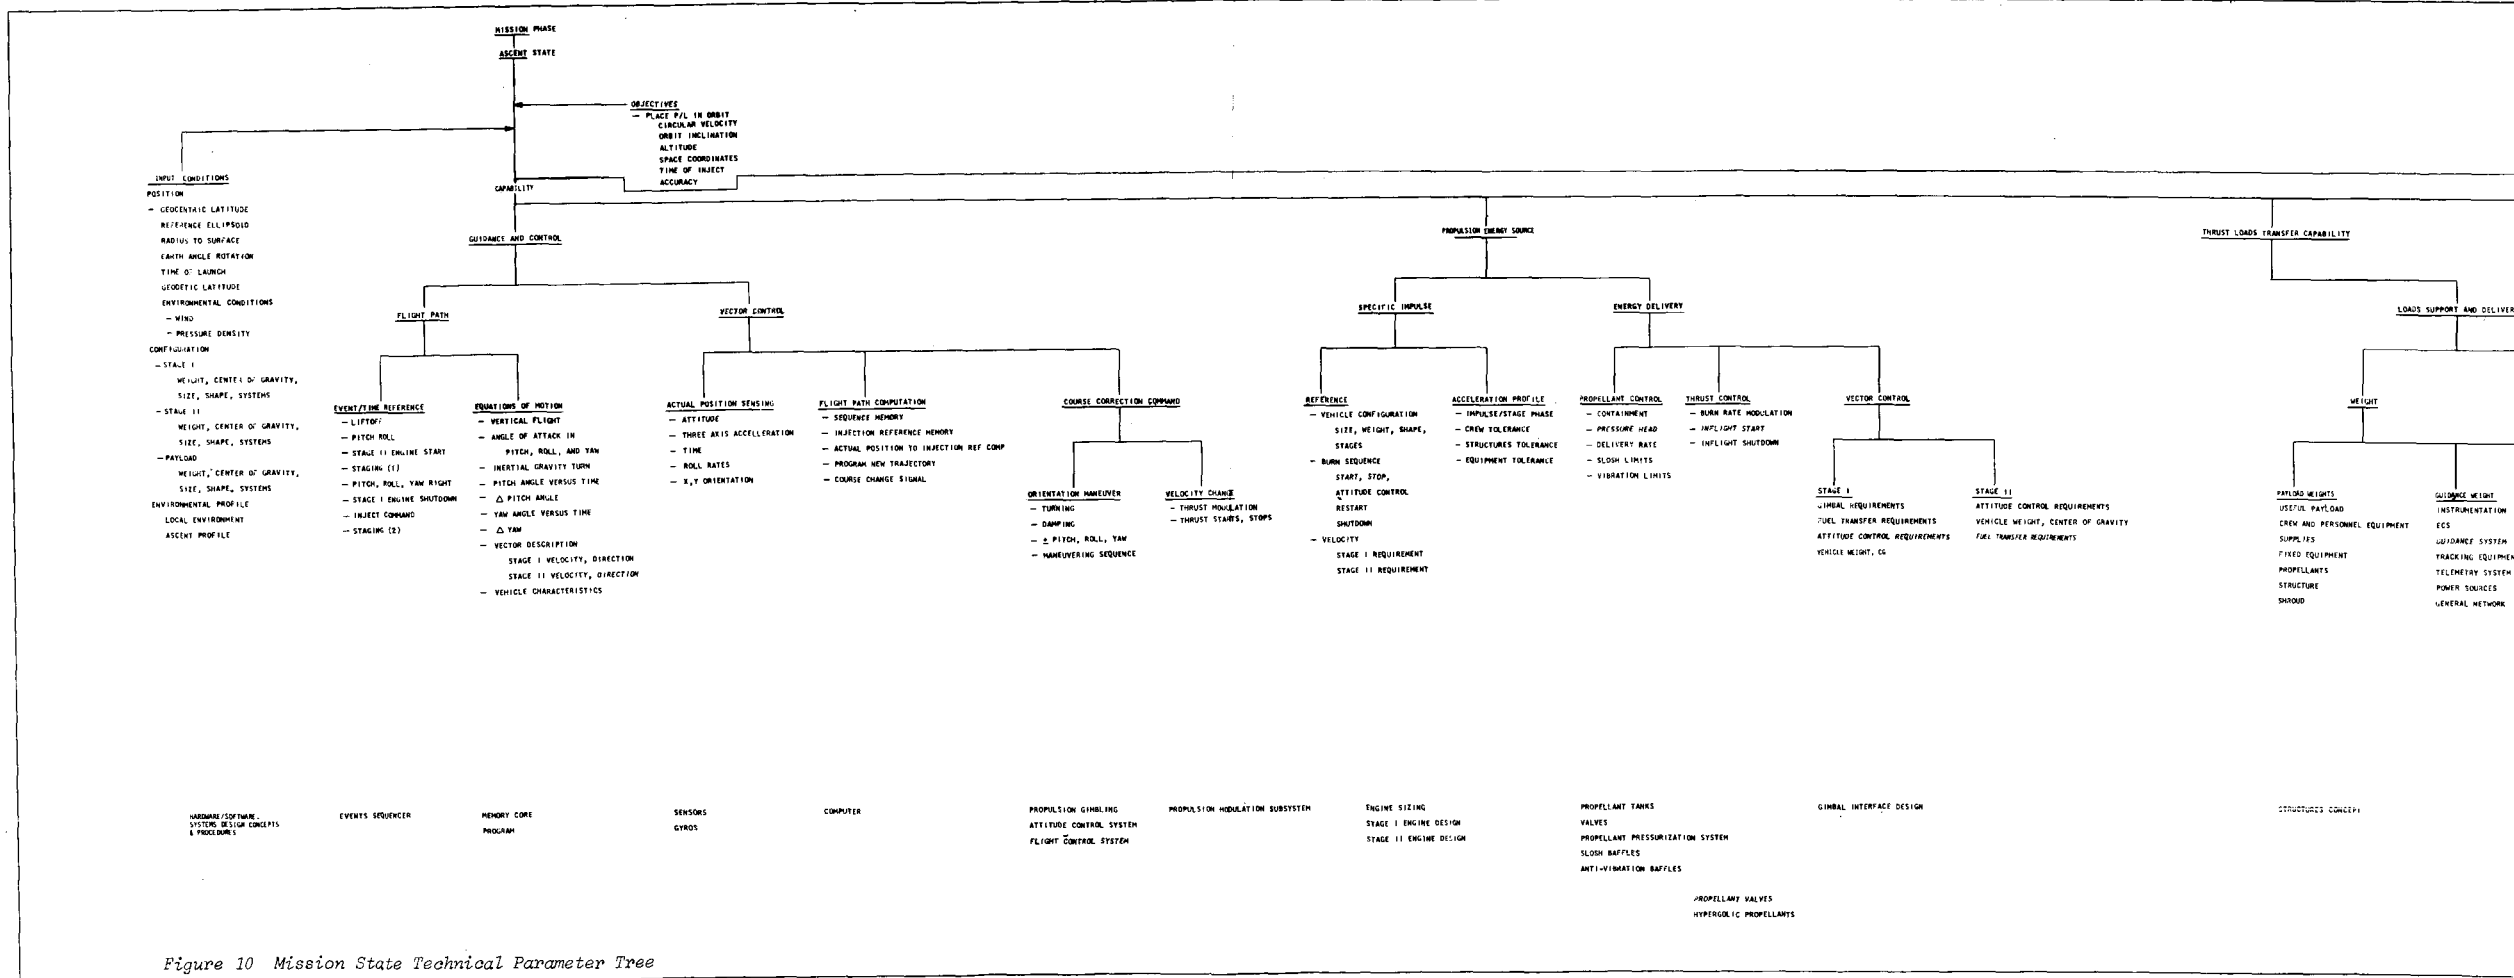 MISSION PHASE
ASCENT STATE
OBJECTIVES
— PLACE P/L IN ORBIT
CIRCULAR VELOCITY
ORBIT INCLINATION
ALTITUDE
SPACE COORDINATES
TIME OF INJECT
ACCURACY
CAPABILITY
INPUT CONDITIONS
POSITION
— GEOCENTRIC LATITUDE
REFERENCE ELLIPSOID
RADIUS TO SURFACE
EARTH ANGLE ROTATION
TIME OF LAUNCH
GEODETIC LATITUDE
ENVIRONMENTAL CONDITIONS
— WIND
— PRESSURE DENSITY
CONFIGURATION
— STAGE I
WEIGHT, CENTER OF GRAVITY,
SIZE, SHAPE, SYSTEMS
— STAGE II
WEIGHT, CENTER OF GRAVITY,
SIZE, SHAPE, SYSTEMS
— PAYLOAD
WEIGHT, CENTER OF GRAVITY,
SIZE, SHAPE, SYSTEMS
ENVIRONMENTAL PROFILE
LOCAL ENVIRONMENT
ASCENT PROFILE
GUIDANCE AND CONTROL
FLIGHT PATH
EVENT/TIME REFERENCE
— LIFTOFF
— PITCH ROLL
— STAGE II ENGINE START
— STAGING (1)
— PITCH, ROLL, YAW RIGHT
— STAGE I ENGINE SHUTDOWN
— INJECT COMMAND
— STAGING (2)
EQUATIONS OF MOTION
— VERTICAL FLIGHT
— ANGLE OF ATTACK IN
PITCH, ROLL, AND YAW
— INERTIAL GRAVITY TURN
— PITCH ANGLE VERSUS TIME
— △ PITCH ANGLE
— YAW ANGLE VERSUS TIME
— △ YAW
— VECTOR DESCRIPTION
STAGE I VELOCITY, DIRECTION
STAGE II VELOCITY, DIRECTION
— VEHICLE CHARACTERISTICS
VECTOR CONTROL
ACTUAL POSITION SENSING
— ATTITUDE
— THREE AXIS ACCELLERATION
— TIME
— ROLL RATES
— X,Y ORIENTATION
FLIGHT PATH COMPUTATION
— SEQUENCE MEMORY
— INJECTION REFERENCE MEMORY
— ACTUAL POSITION TO INJECTION REF COMP
— PROGRAM NEW TRAJECTORY
— COURSE CHANGE SIGNAL
COURSE CORRECTION COMMAND
ORIENTATION MANEUVER
— TURNING
— DAMPING
— ± PITCH, ROLL, YAW
— MANEUVERING SEQUENCE
VELOCITY CHANGE
— THRUST MODULATION
— THRUST STARTS, STOPS
PROPULSION ENERGY SOURCE
SPECIFIC IMPULSE
REFERENCE
— VEHICLE CONFIGURATION
SIZE, WEIGHT, SHAPE,
STAGES
— BURN SEQUENCE
START, STOP,
ATTITUDE CONTROL
RESTART
SHUTDOWN
— VELOCITY
STAGE I REQUIREMENT
STAGE II REQUIREMENT
ACCELERATION PROFILE
— IMPULSE/STAGE PHASE
— CREW TOLERANCE
— STRUCTURES TOLERANCE
— EQUIPMENT TOLERANCE
ENERGY DELIVERY
PROPELLANT CONTROL
— CONTAINMENT
— PRESSURE HEAD
— DELIVERY RATE
— SLOSH LIMITS
— VIBRATION LIMITS
THRUST CONTROL
— BURN RATE MODULATION
— INFLIGHT START
— INFLIGHT SHUTDOWN
VECTOR CONTROL
STAGE I
GIMBAL REQUIREMENTS
FUEL TRANSFER REQUIREMENTS
ATTITUDE CONTROL REQUIREMENTS
VEHICLE WEIGHT, CG
STAGE II
ATTITUDE CONTROL REQUIREMENTS
VEHICLE WEIGHT, CENTER OF GRAVITY
FUEL TRANSFER REQUIREMENTS
THRUST LOADS TRANSFER CAPABILITY
LOADS SUPPORT AND DELIVER
WEIGHT
PAYLOAD WEIGHTS
USEFUL PAYLOAD
CREW AND PERSONNEL EQUIPMENT
SUPPLIES
FIXED EQUIPMENT
PROPELLANTS
STRUCTURE
SHROUD
GUIDANCE WEIGHT
INSTRUMENTATION
ECS
GUIDANCE SYSTEM
TRACKING EQUIPMEN
TELEMETRY SYSTEM
POWER SOURCES
GENERAL NETWORK
HARDWARE/SOFTWARE.
SYSTEMS DESIGN CONCEPTS
& PROCEDURES
EVENTS SEQUENCER
MEMORY CORE
PROGRAM
SENSORS
GYROS
COMPUTER
PROPULSION GIMBLING
ATTITUDE CONTROL SYSTEM
FLIGHT CONTROL SYSTEM
PROPULSION MODULATION SUBSYSTEM
ENGINE SIZING
STAGE I ENGINE DESIGN
STAGE II ENGINE DESIGN
PROPELLANT TANKS
VALVES
PROPELLANT PRESSURIZATION SYSTEM
SLOSH BAFFLES
ANTI-VIBRATION BAFFLES
PROPELLANT VALVES
HYPERGOLIC PROPELLANTS
GIMBAL INTERFACE DESIGN
STRUCTURES CONCEPT
Figure 10 Mission State Technical Parameter Tree